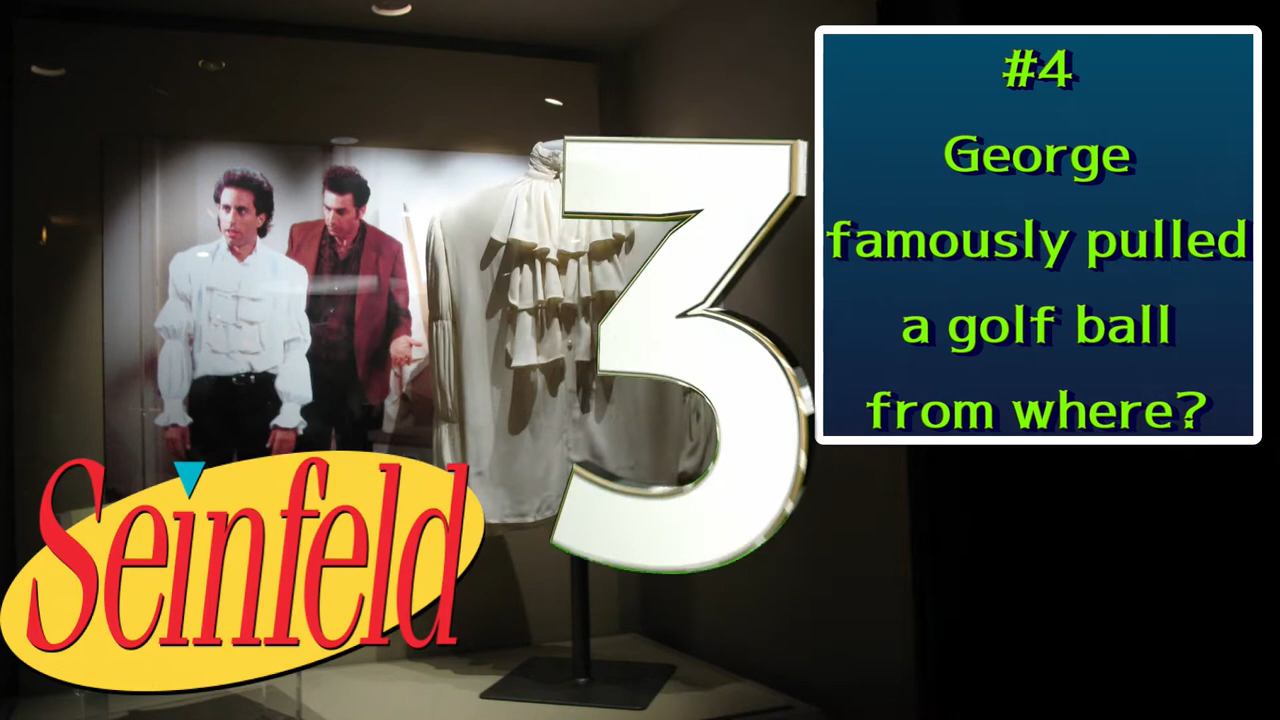 #4
George
famously pulled
a golf ball
from where?
3
Seinfeld